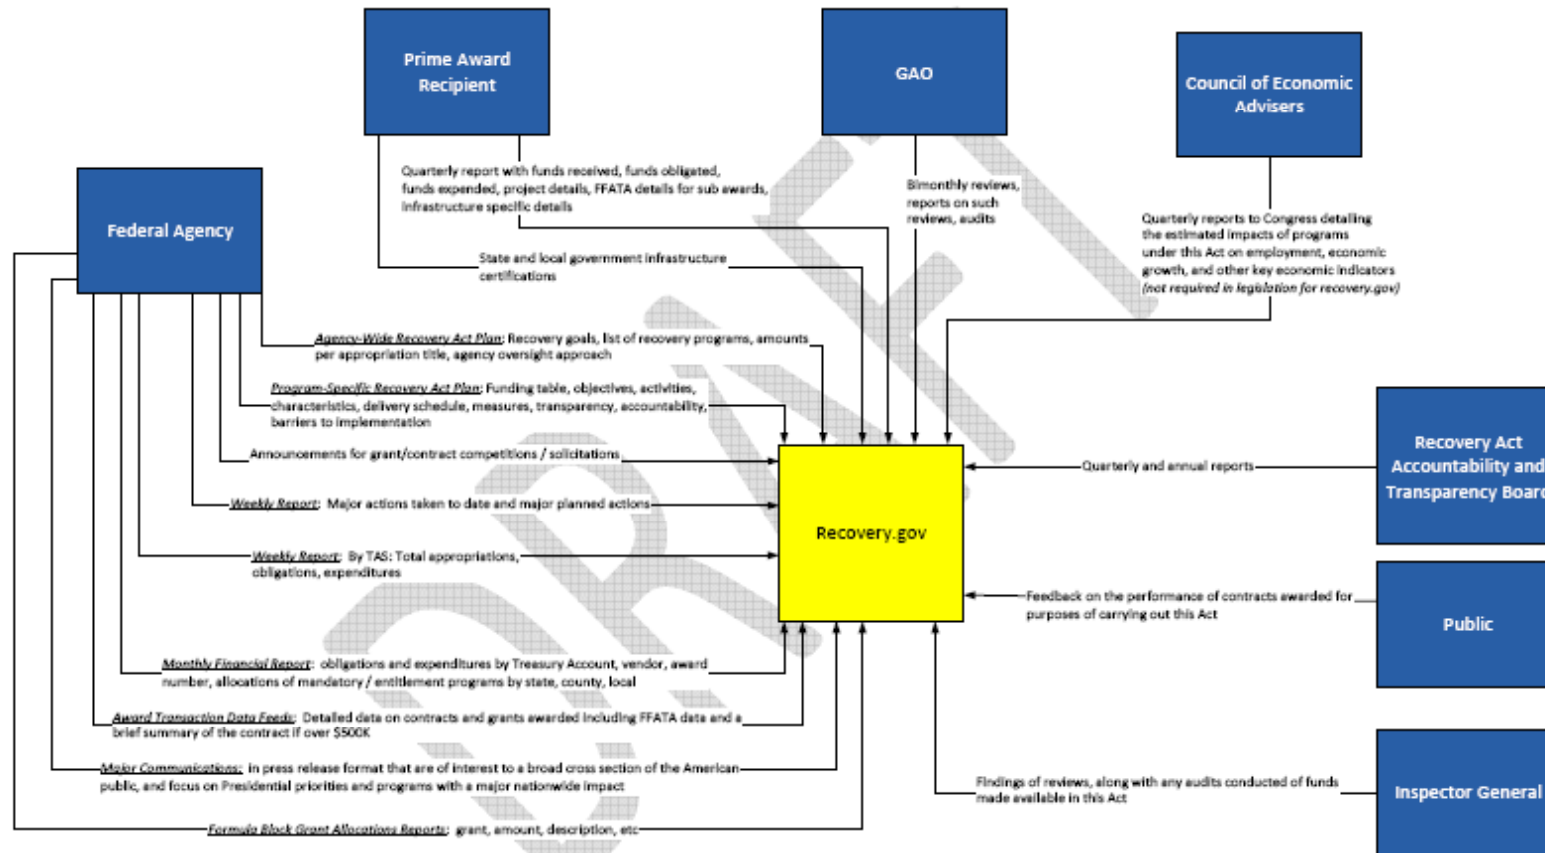 Prime Award
Recipient
GAO
Council of Economic
Advisers
Federal Agency
Quarterly report with funds received, funds obligated,
funds expended, project details, FFATA details for sub awards,
infrastructure specific details
Bimonthly reviews,
reports on such
reviews, audits
Quarterly reports to Congress detailing
the estimated impacts of programs
under this Act on employment, economic
growth, and other key economic indicators
(not required in legislation for recovery.gov)
State and local government infrastructure
certifications
Agency-Wide Recovery Act Plan: Recovery goals, list of recovery programs, amounts
per appropriation title, agency oversight approach
Program-Specific Recovery Act Plan: Funding table, objectives, activities,
characteristics, delivery schedule, measures, transparency, accountability,
barriers to implementation
Announcements for grant/contract competitions / solicitations
Weekly Report: Major actions taken to date and major planned actions
Weekly Report: By TAS: Total appropriations,
obligations, expenditures
Recovery.gov
Quarterly and annual reports
Recovery Act
Accountability and
Transparency Board
Feedback on the performance of contracts awarded for
purposes of carrying out this Act
Public
Monthly Financial Report: obligations and expenditures by Treasury Account, vendor, award
number, allocations of mandatory / entitlement programs by state, county, local
Award Transaction Data Feeds: Detailed data on contracts and grants awarded including FFATA data and a
brief summary of the contract if over $500K
Major Communications: in press release format that are of interest to a broad cross section of the American
public, and focus on Presidential priorities and programs with a major nationwide impact
Formula Block Grant Allocations Reports: grant, amount, description, etc
Findings of reviews, along with any audits conducted of funds
made available in this Act
Inspector General
DRAFT